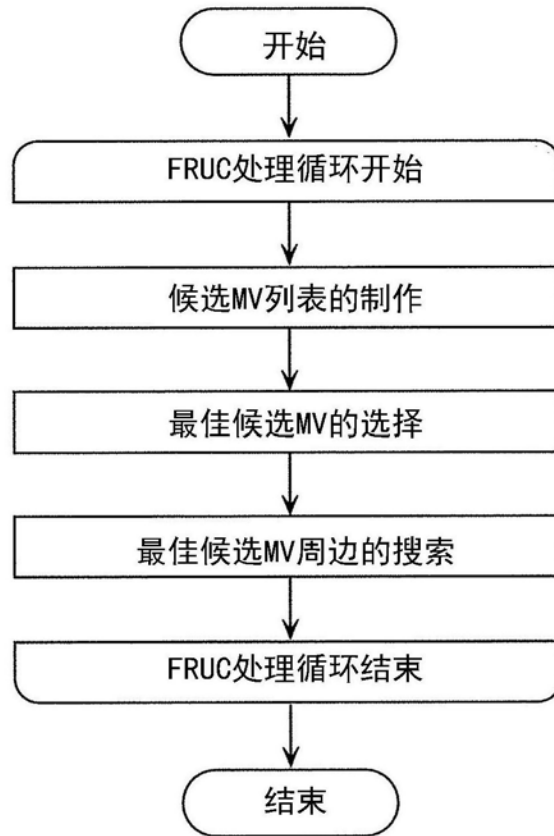 开始
FRUC处理循环开始
候选MV列表的制作
最佳候选MV的选择
最佳候选MV周边的搜索
FRUC处理循环结束
结束